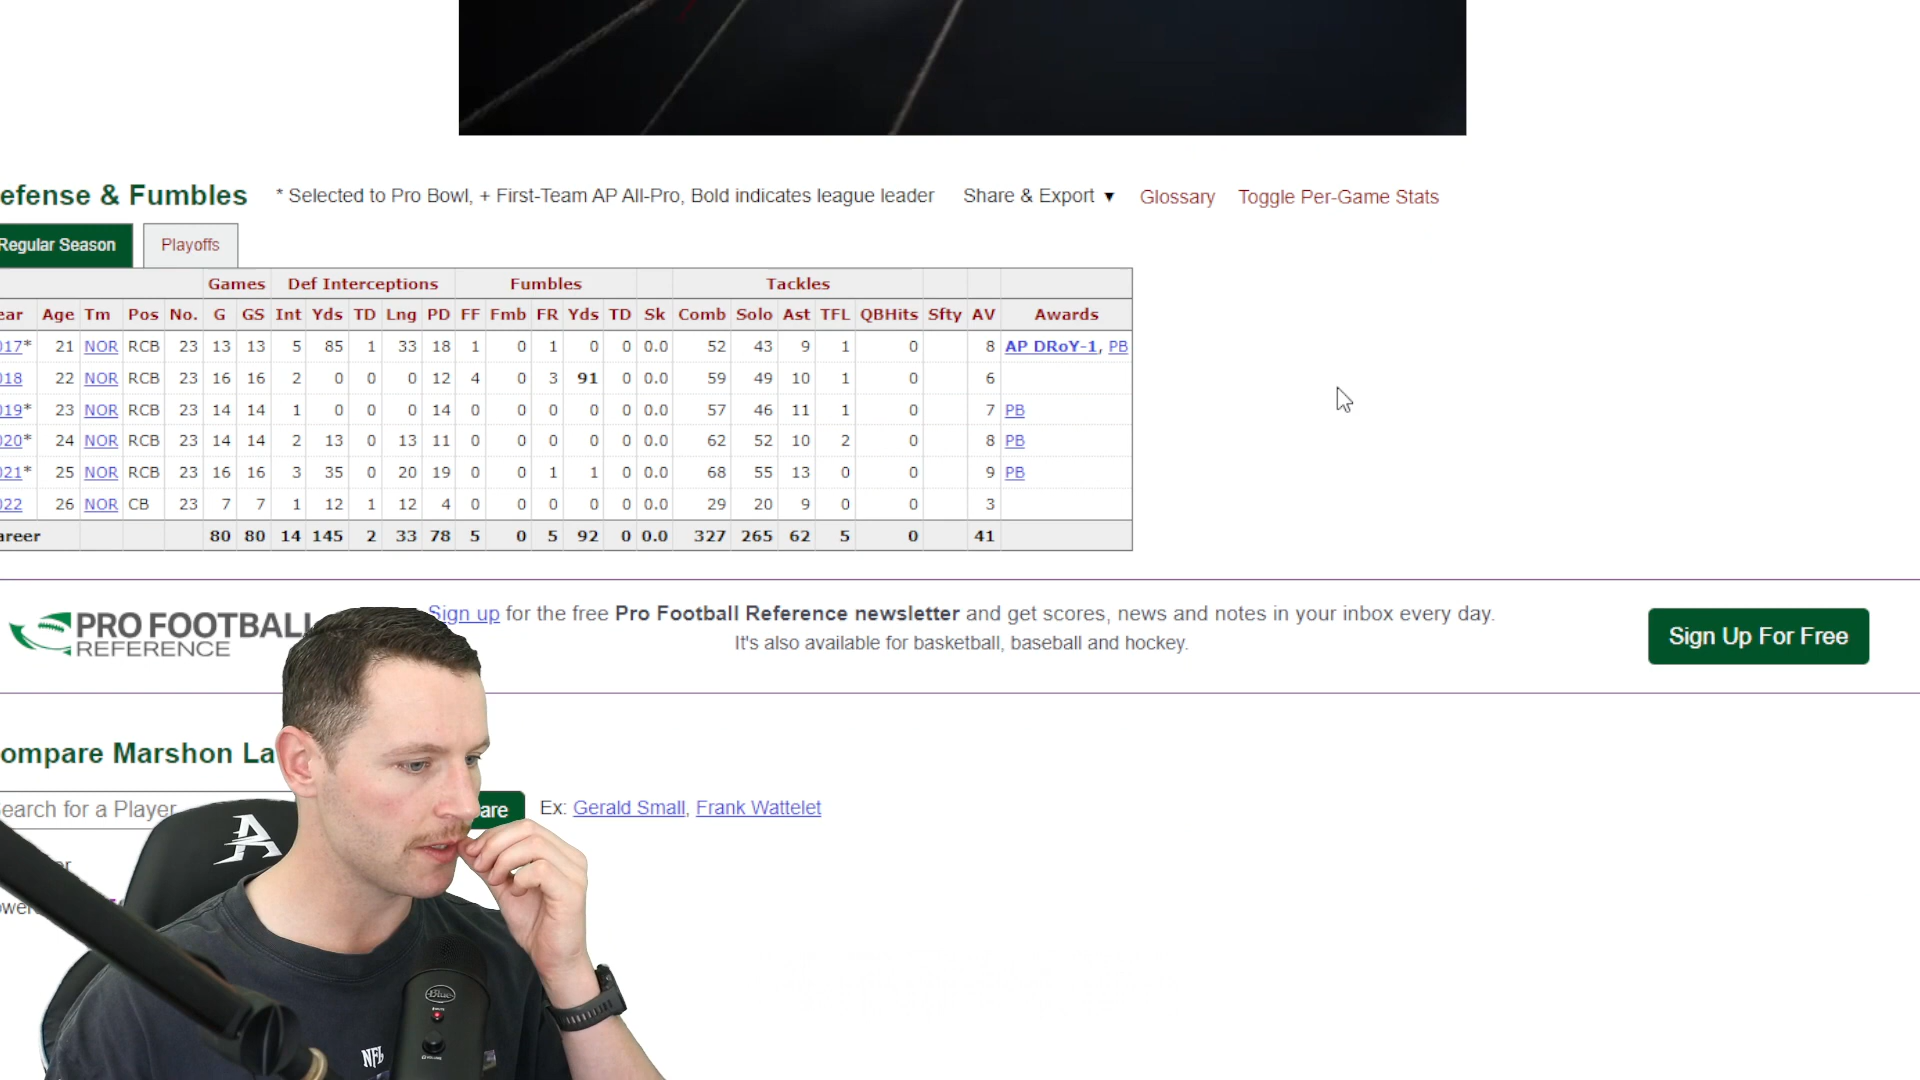 efense & Fumbles * Selected to Pro Bowl, + First-Team AP All-Pro, Bold indicates league leader Share & Export ▼ Glossary Toggle Per-Game Stats
Regular Season Playoffs
Games Def Interceptions Fumbles Tackles
ear Age Tm Pos No. G GS Int Yds TD Lng PD FF Fmb FR Yds TD Sk Comb Solo Ast TFL QBHits Sfty AV Awards
017* 21 NOR RCB 23 13 13 5 85 1 33 18 1 0 1 0 0 0.0 52 43 9 1 0 8 AP DRoY-1, PB
018 22 NOR RCB 23 16 16 2 0 0 0 12 4 0 3 91 0 0.0 59 49 10 1 0 6
019* 23 NOR RCB 23 14 14 1 0 0 0 14 0 0 0 0 0 0.0 57 46 11 1 0 7 PB
020* 24 NOR RCB 23 14 14 2 13 0 13 11 0 0 0 0 0 0.0 62 52 10 2 0 8 PB
021* 25 NOR RCB 23 16 16 3 35 0 20 19 0 0 1 1 0 0.0 68 55 13 0 0 9 PB
022 26 NOR CB 23 7 7 1 12 1 12 4 0 0 0 0 0 0.0 29 20 9 0 0 3
areer 80 80 14 145 2 33 78 5 0 5 92 0 0.0 327 265 62 5 0 41
PRO FOOTBALL
REFERENCE
Sign up for the free Pro Football Reference newsletter and get scores, news and notes in your inbox every day.
It's also available for basketball, baseball and hockey.
Sign Up For Free
ompare Marshon La
earch for a Player are Ex: Gerald Small, Frank Wattelet
Blue
NFL